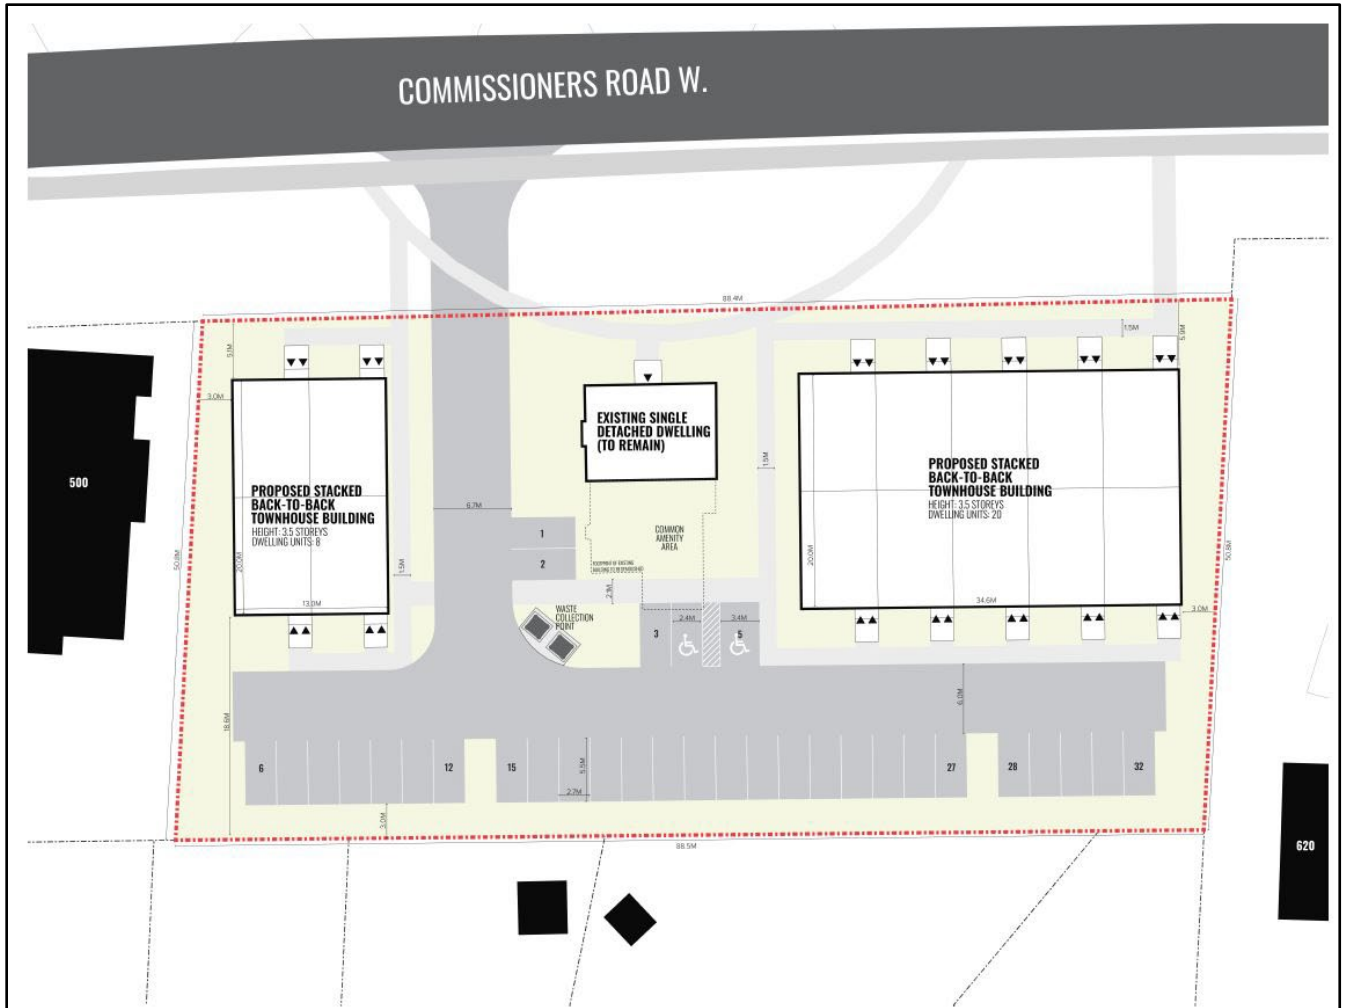 COMMISSIONERS ROAD W.
88.4M
5.1M
1.5M
5.9M
3.0M
EXISTING SINGLE
DETACHED DWELLING
(TO REMAIN)
500
PROPOSED STACKED
BACK-TO-BACK
TOWNHOUSE BUILDING
HEIGHT: 3.5 STOREYS
DWELLING UNITS: 8
PROPOSED STACKED
BACK-TO-BACK
TOWNHOUSE BUILDING
HEIGHT: 3.5 STOREYS
DWELLING UNITS: 20
1.5M
6.7M
1
2
COMMON
AMENITY
AREA
50.8M
20.0M
1.5M
20.0M
50.8M
13.0M
2.1M
34.6M
3.0M
WASTE
COLLECTION
POINT
2.4M
3.4M
3
5
18.6M
6.0M
6
12
15
5.5M
2.7M
27
28
32
3.0M
88.5M
620